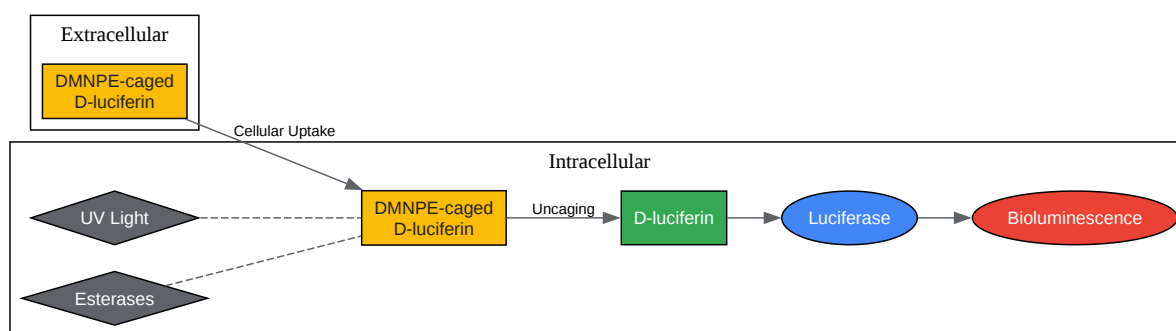 Extracellular
DMNPE-caged
D-luciferin
Cellular Uptake
Intracellular
UV Light
DMNPE-caged
D-luciferin
Uncaging
D-luciferin
Luciferase
Bioluminescence
Esterases